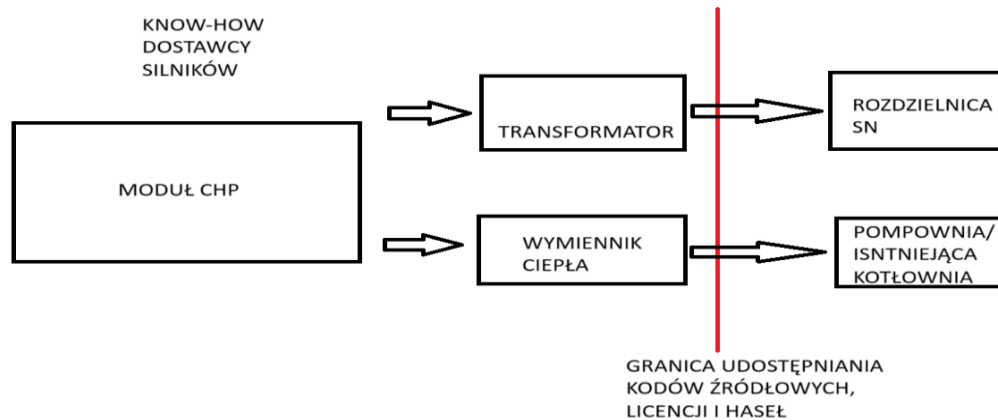 KNOW-HOW
DOSTAWCY
SILNIKÓW
MODUŁ CHP
TRANSFORMATOR
ROZDZIELNICA
SN
WYMIENNIK
CIEPŁA
POMPOWNIA/
ISNTNIEJĄCA
KOTŁOWNIA
GRANICA UDOSTĘPNIANIA
KODÓW ŹRÓDŁOWYCH,
LICENCJI I HASEŁ